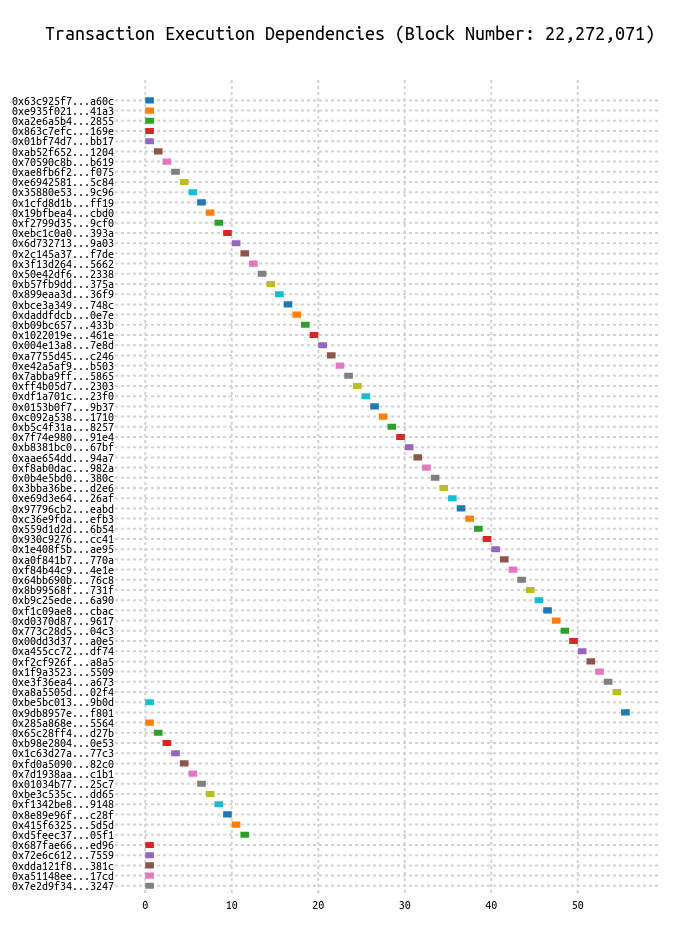 Transaction Execution Dependencies (Block Number: 22,272,071)
0x63c925f7...a60c
0xe935f021...41a3
0xa2e6a5b4...2855
0x863c7efc...169e
0x01bf74d7...bb17
0xab52f652...1204
0x70590c8b...b619
0xae8fb6f2...f075
0xe6942581...5c84
0x35880e53...9c96
0x1cfd8d1b...ff19
0x19bfbea4...cbd0
0xf2799d35...9cf0
0xebc1c0a0...393a
0x6d732713...9a03
0x2c145a37...f7de
0x3f13d264...5662
0x50e42df6...2338
0xb57fb9dd...375a
0x899eaa3d...36f9
0xbce3a349...748c
0xdaddfdcb...0e7e
0xb09bc657...433b
0x1022019e...461e
0x004e13a8...7e8d
0xa7755d45...c246
0xe42a5af9...b503
0x7abba9ff...5865
0xff4b05d7...2303
0xdf1a701c...23f0
0x0153b0f7...9b37
0xc092a538...1710
0xb5c4f31a...8257
0x7f74e980...91e4
0xb8381bc0...67bf
0xaae654dd...94a7
0xf8ab0dac...982a
0x0b4e5bd0...380c
0x3bba36be...d2e6
0xe69d3e64...26af
0x97796cb2...eabd
0xc36e9fda...efb3
0x559d1d2d...6b54
0x930c9276...cc41
0x1e408f5b...ae95
0xa0f841b7...770a
0xf84b44c9...4e1e
0x64bb690b...76c8
0x8b99568f...731f
0xb9c25ede...6a90
0xf1c09ae8...cbac
0xd0370d87...9617
0x773c28d5...04c3
0x00dd3d37...a0e5
0xa455cc72...df74
0xf2cf926f...a8a5
0x1f9a3523...5509
0xe3f36ea4...a673
0xa8a5505d...02f4
0xbe5bc013...9b0d
0x9db8957e...f801
0x285a868e...5564
0x65c28ff4...d27b
0xb98e2804...0e53
0x1c63d27a...77c3
0xfd0a5090...82c0
0x7d1938aa...c1b1
0x01034b77...25c7
0xbe3c535c...dd65
0xf1342be8...9148
0x8e89e96f...c28f
0x415f6325...5d5d
0xd5feec37...05f1
0x687fae66...ed96
0x72e6c612...7559
0xdda121f8...381c
0xa51148ee...17cd
0x7e2d9f34...3247
0 10 20 30 40 50